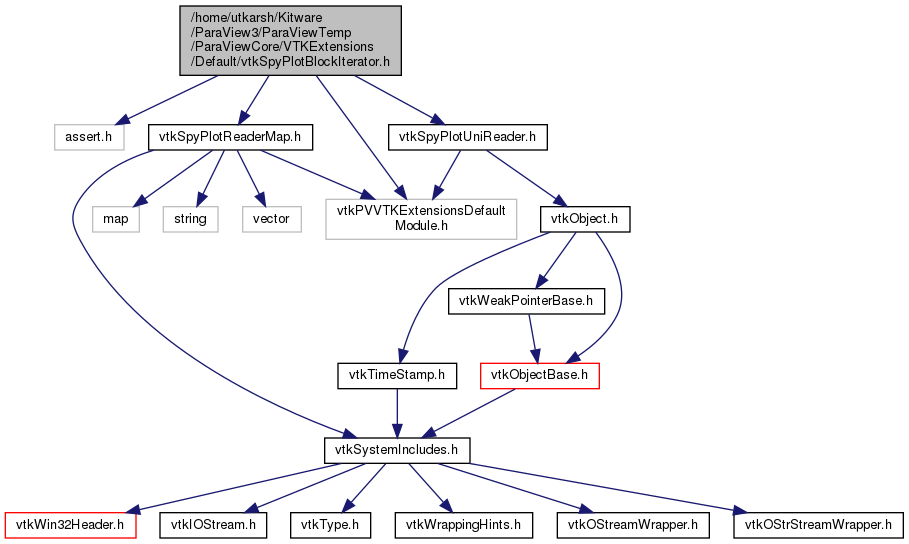 /home/utkarsh/Kitware
/ParaView3/ParaViewTemp
/ParaViewCore/VTKExtensions
/Default/vtkSpyPlotBlockIterator.h
assert.h
vtkSpyPlotReaderMap.h
vtkSpyPlotUniReader.h
map
string
vector
vtkPVVTKExtensionsDefault
Module.h
vtkObject.h
vtkWeakPointerBase.h
vtkTimeStamp.h
vtkObjectBase.h
vtkSystemIncludes.h
vtkWin32Header.h
vtkIOStream.h
vtkType.h
vtkWrappingHints.h
vtkOStreamWrapper.h
vtkOStrStreamWrapper.h